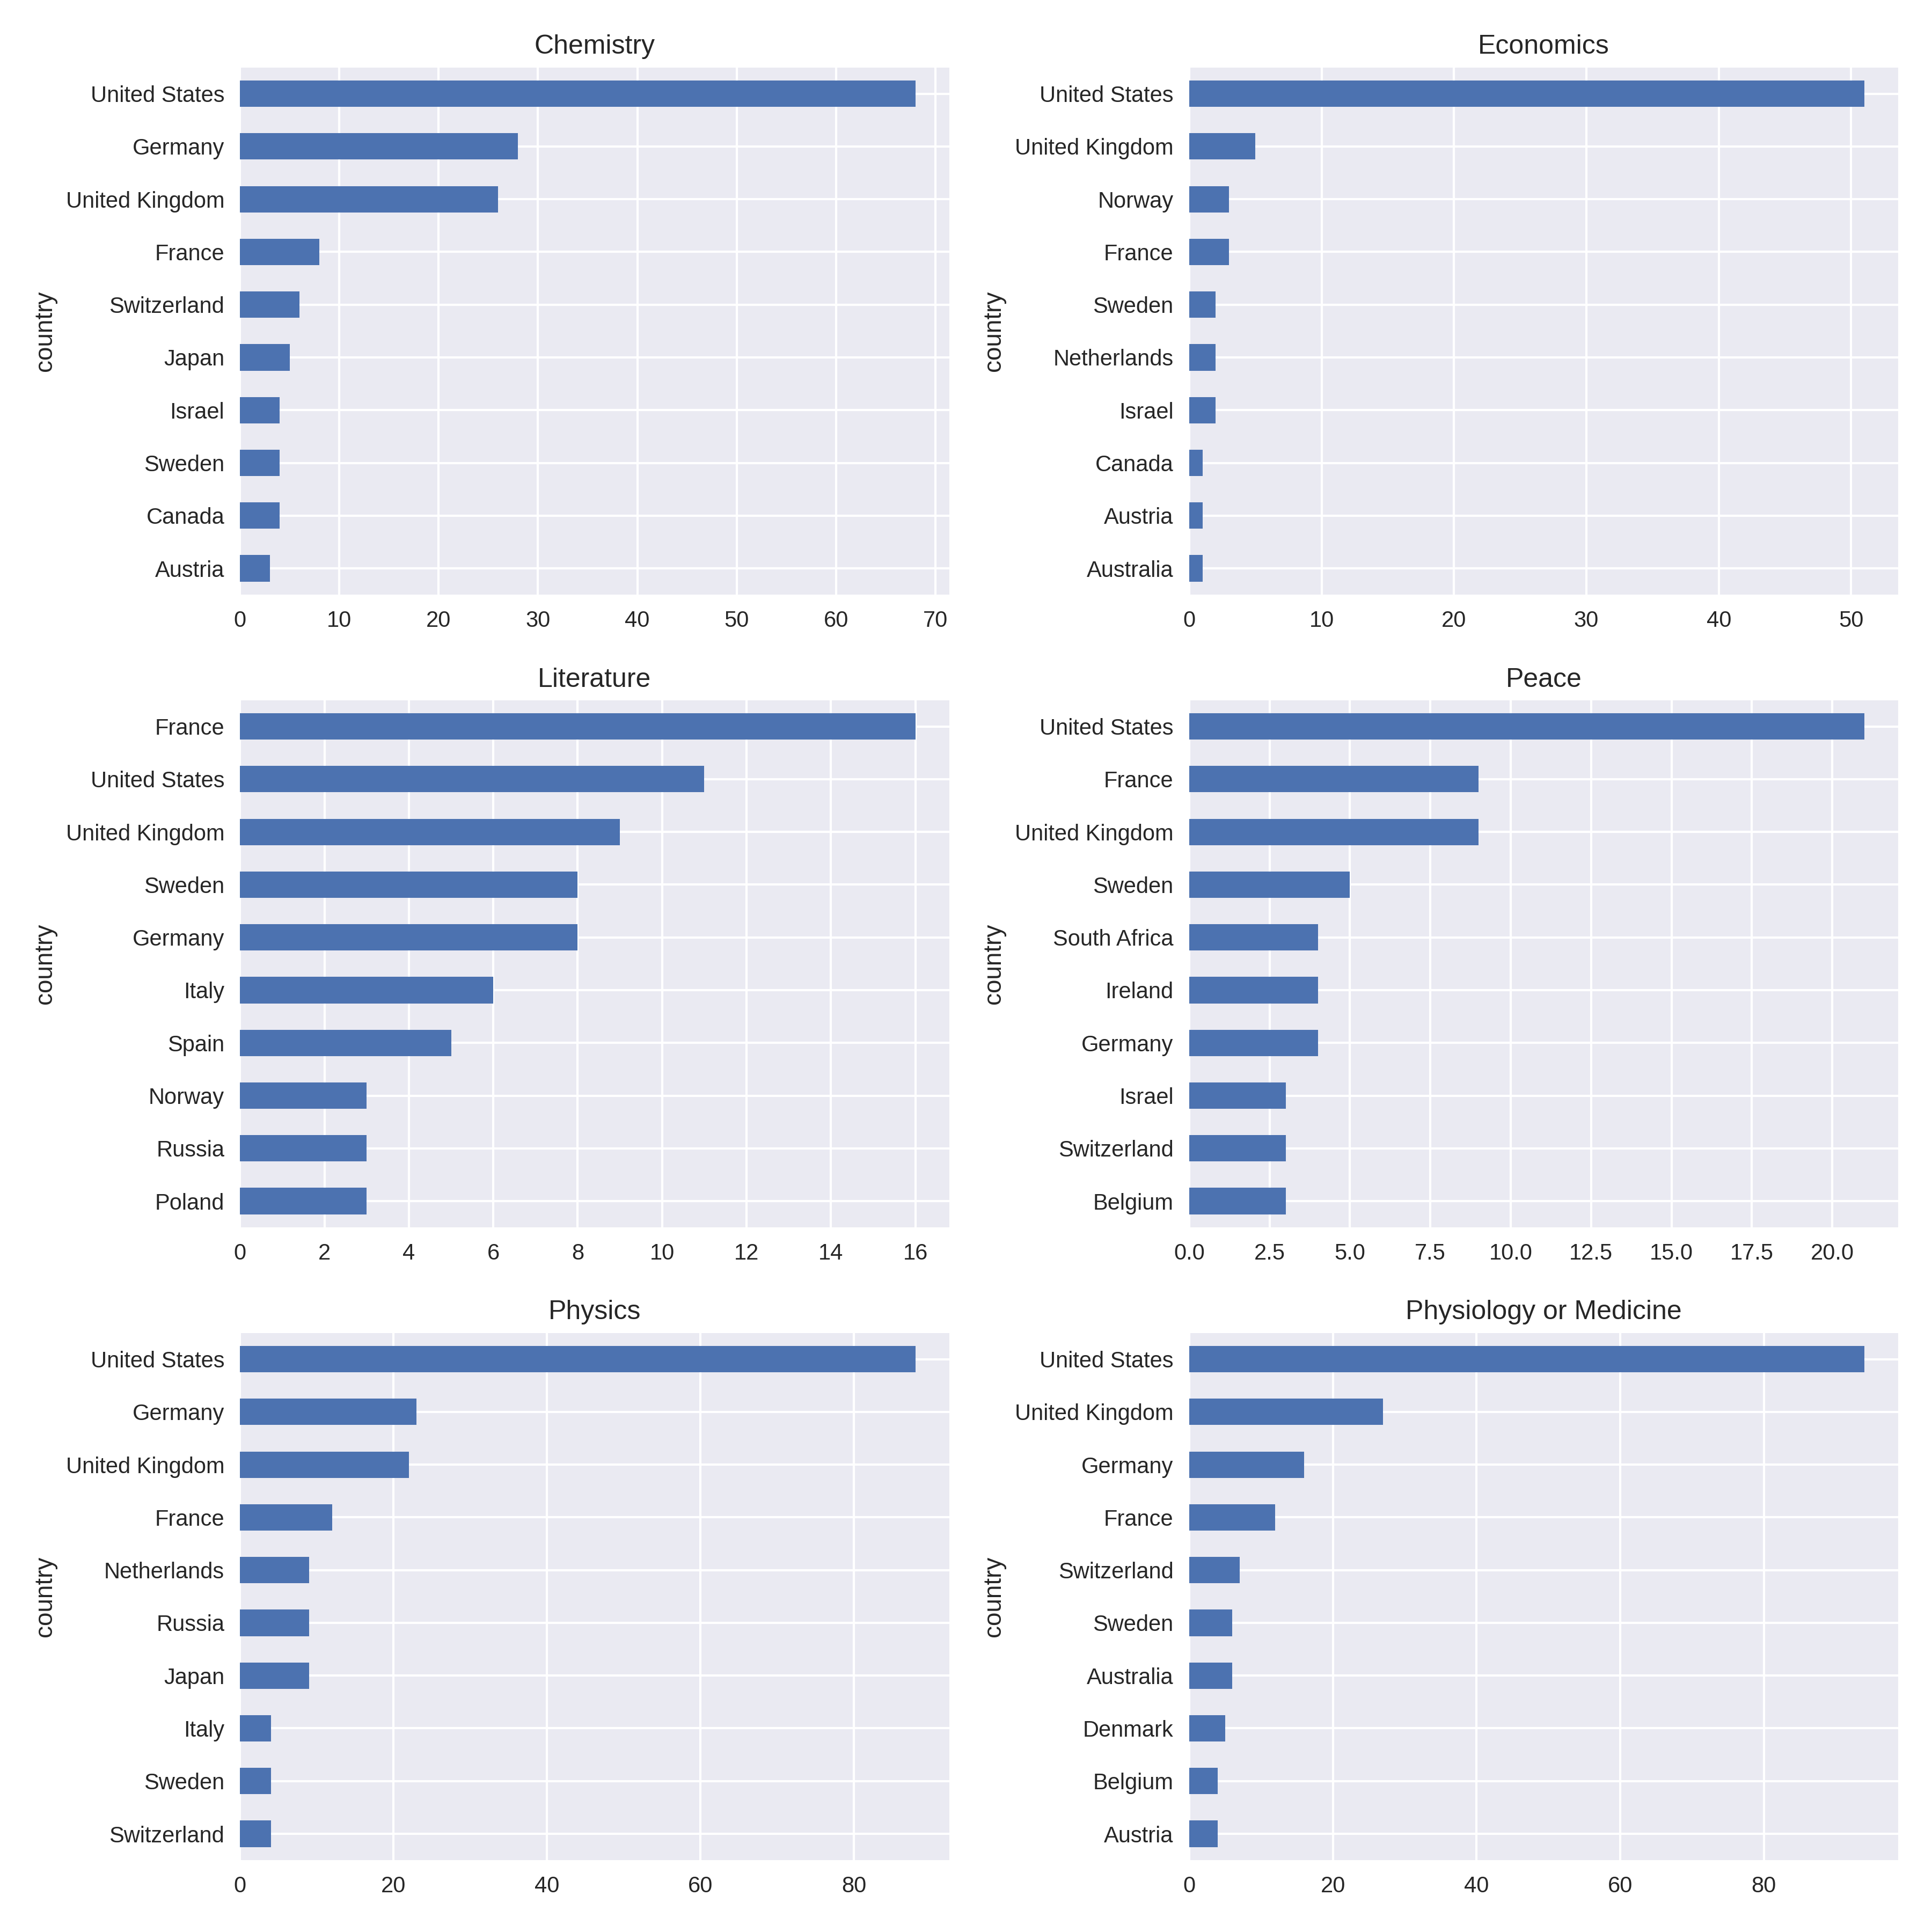 Chemistry
country
United States
Germany
United Kingdom
France
Switzerland
Japan
Israel
Sweden
Canada
Austria
0 10 20 30 40 50 60 70
Economics
country
United States
United Kingdom
Norway
France
Sweden
Netherlands
Israel
Canada
Austria
Australia
0 10 20 30 40 50
Literature
country
France
United States
United Kingdom
Sweden
Germany
Italy
Spain
Norway
Russia
Poland
0 2 4 6 8 10 12 14 16
Peace
country
United States
France
United Kingdom
Sweden
South Africa
Ireland
Germany
Israel
Switzerland
Belgium
0.0 2.5 5.0 7.5 10.0 12.5 15.0 17.5 20.0
Physics
country
United States
Germany
United Kingdom
France
Netherlands
Russia
Japan
Italy
Sweden
Switzerland
0 20 40 60 80
Physiology or Medicine
country
United States
United Kingdom
Germany
France
Switzerland
Sweden
Australia
Denmark
Belgium
Austria
0 20 40 60 80